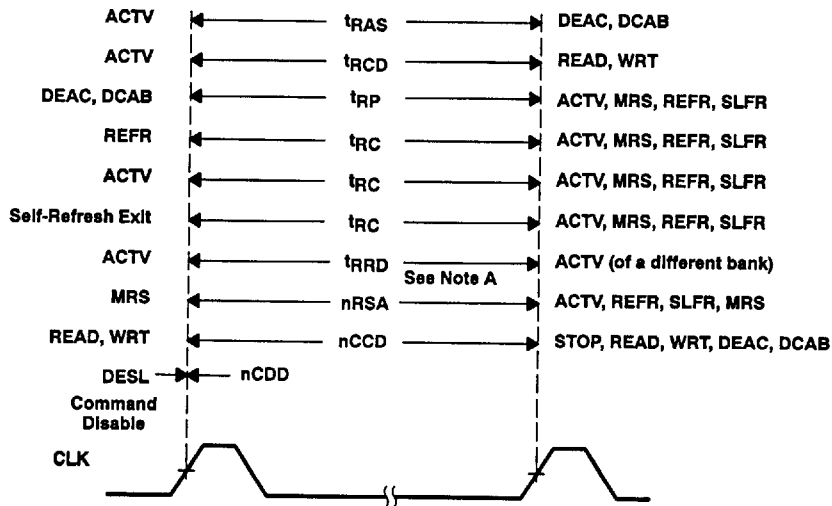 ACTV tRAS DEAC, DCAB
ACTV tRCD READ, WRT
DEAC, DCAB tRP ACTV, MRS, REFR, SLFR
REFR tRC ACTV, MRS, REFR, SLFR
ACTV tRC ACTV, MRS, REFR, SLFR
Self-Refresh Exit tRC ACTV, MRS, REFR, SLFR
ACTV tRRD ACTV (of a different bank)
See Note A
MRS nRSA ACTV, REFR, SLFR, MRS
READ, WRT nCCD STOP, READ, WRT, DEAC, DCAB
DESL nCDD
Command
Disable
CLK